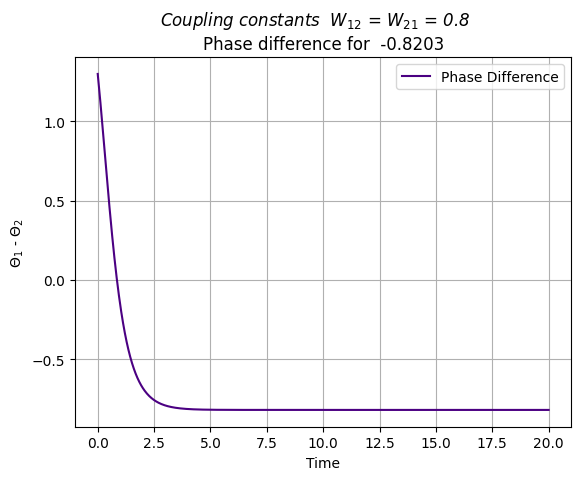 Coupling constants W₁₂ = W₂₁ = 0.8
Phase difference for -0.8203
Phase Difference
1.0
0.5
0.0
−0.5
Θ₁ - Θ₂
0.0 2.5 5.0 7.5 10.0 12.5 15.0 17.5 20.0
Time